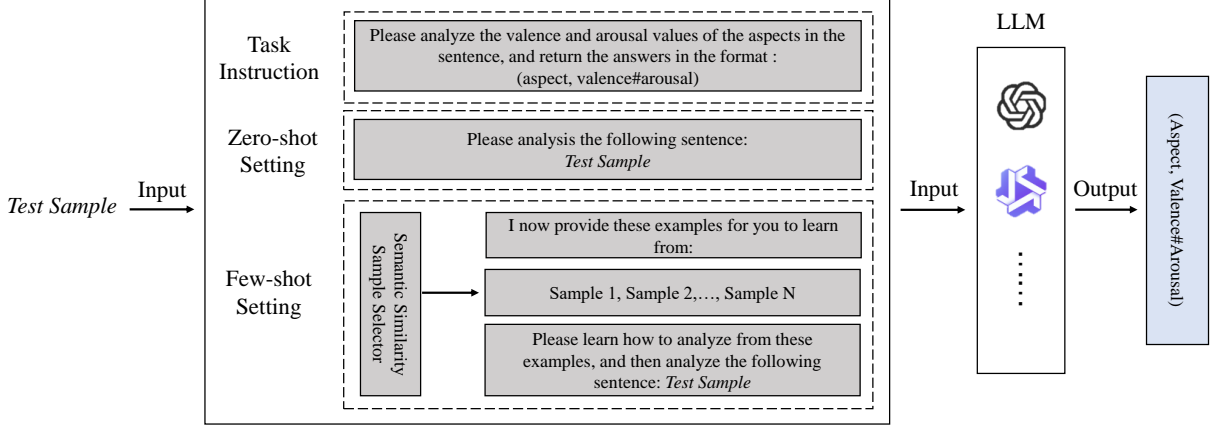 Test Sample
Input
Task
Instruction
Please analyze the valence and arousal values of the aspects in the
sentence, and return the answers in the format :
(aspect, valence#arousal)
Zero-shot
Setting
Please analysis the following sentence:
Test Sample
Few-shot
Setting
Semantic Similarity
Sample Selector
I now provide these examples for you to learn
from:
Sample 1, Sample 2,…, Sample N
Please learn how to analyze from these
examples, and then analyze the following
sentence: Test Sample
Input
LLM
......
Output
(Aspect, Valence#Arousal)